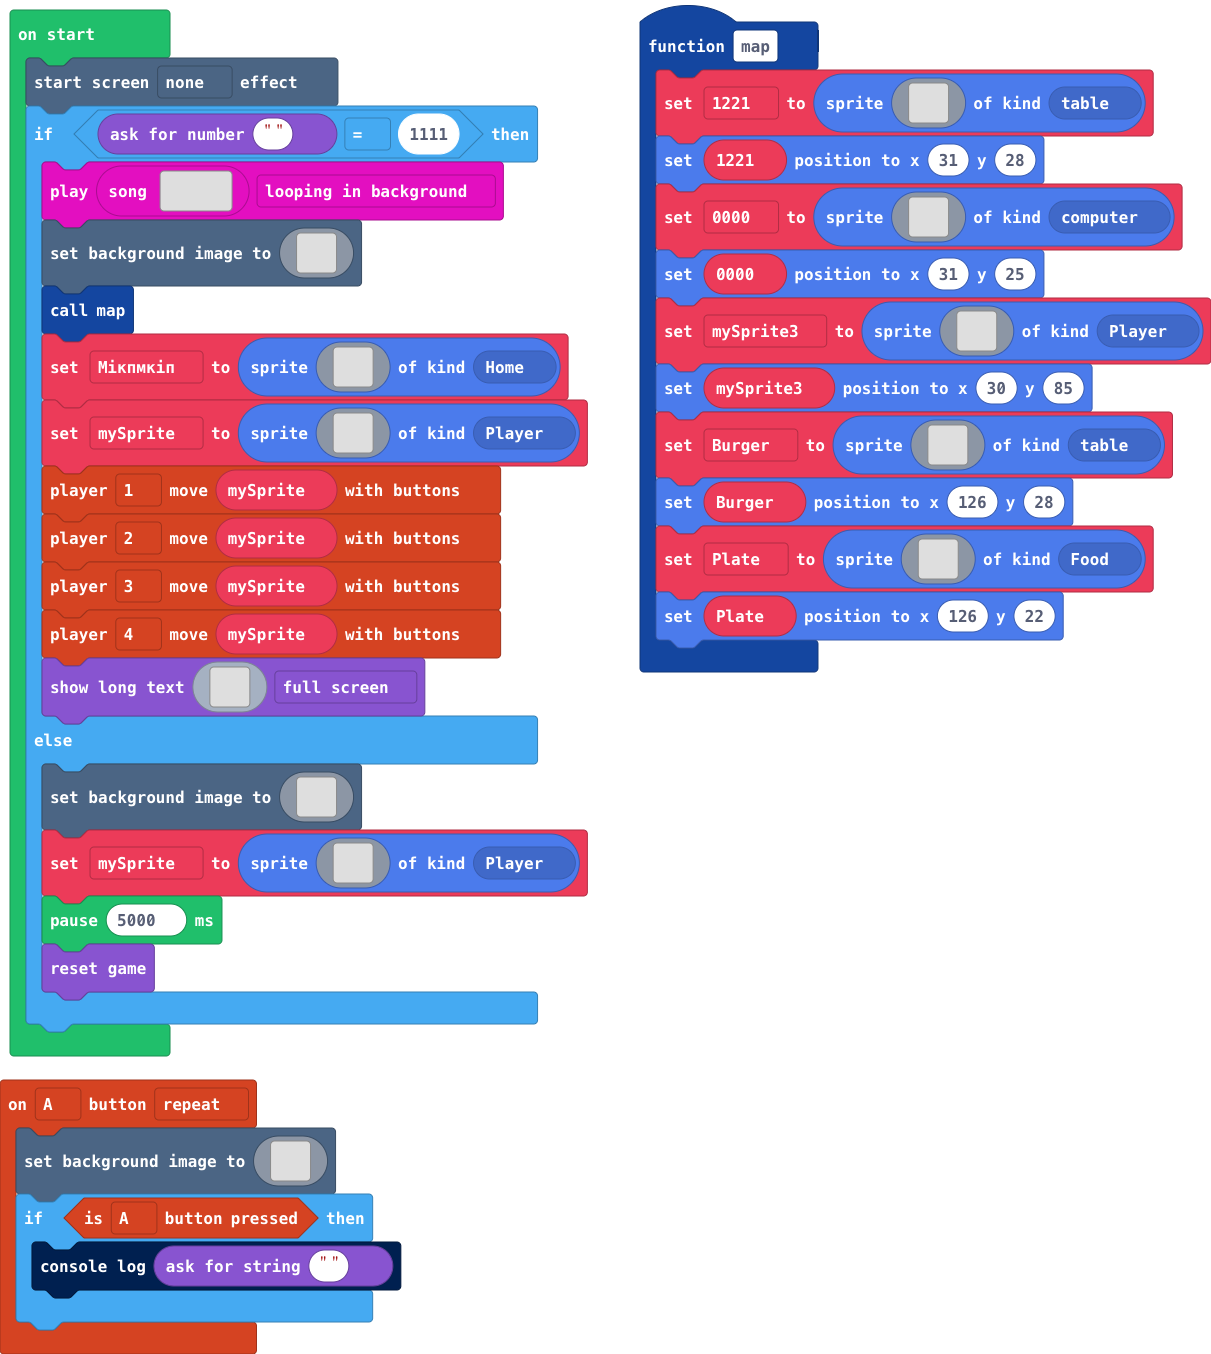 on start
start screen none effect
if ask for number " " = 1111 then
play song looping in background
set background image to
call map
set Мікпмкіп to sprite of kind Home
set mySprite to sprite of kind Player
player 1 move mySprite with buttons
player 2 move mySprite with buttons
player 3 move mySprite with buttons
player 4 move mySprite with buttons
show long text full screen
else
set background image to
set mySprite to sprite of kind Player
pause 5000 ms
reset game
on A button repeat
set background image to
if is A button pressed then
console log ask for string " "
function map
set 1221 to sprite of kind table
set 1221 position to x 31 y 28
set 0000 to sprite of kind computer
set 0000 position to x 31 y 25
set mySprite3 to sprite of kind Player
set mySprite3 position to x 30 y 85
set Burger to sprite of kind table
set Burger position to x 126 y 28
set Plate to sprite of kind Food
set Plate position to x 126 y 22